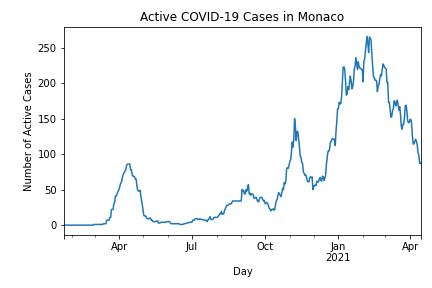 Active COVID-19 Cases in Monaco
Number of Active Cases
250
200
150
100
50
0
Apr
Jul
Oct
Jan
2021
Apr
Day